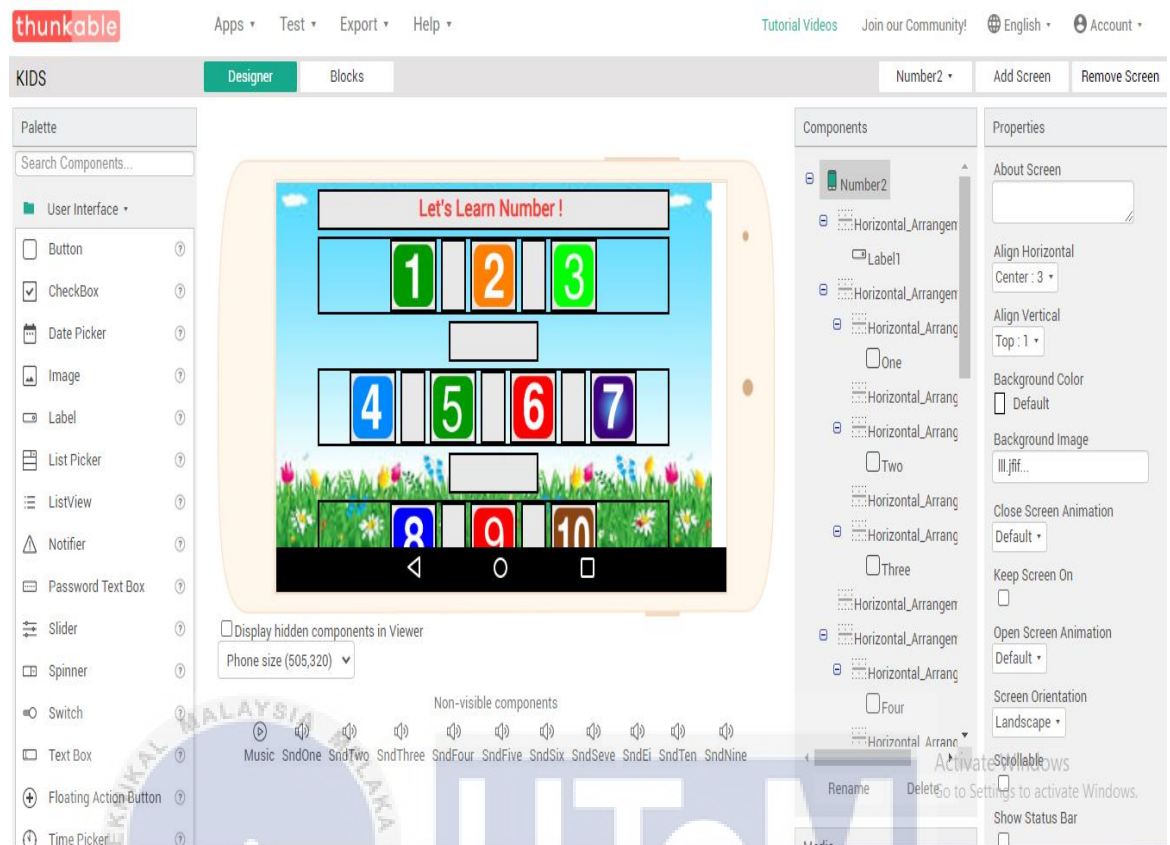 thunkable Apps Test Export Help Tutorial Videos Join our Community! English Account
KIDS Designer Blocks Number2 Add Screen Remove Screen
Palette
Search Components...
User Interface
Button
CheckBox
Date Picker
Image
Label
List Picker
ListView
Notifier
Password Text Box
Slider
Spinner
Switch
Text Box
Floating Action Button
Time Picker
Let's Learn Number !
1 2 3
4 5 6 7
8 9 10
Display hidden components in Viewer
Phone size (505,320)
Non-visible components
Music SndOne SndTwo SndThree SndFour SndFive SndSix SndSeve SndEi SndTen SndNine
Components
Number2
Horizontal_Arrangem
Label1
Horizontal_Arrangem
Horizontal_Arrang
One
Horizontal_Arrang
Horizontal_Arrang
Two
Horizontal_Arrang
Horizontal_Arrang
Three
Horizontal_Arrangem
Horizontal_Arrangem
Horizontal_Arrang
Four
Horizontal_Arrang
Rename Delete
Media
Properties
About Screen
Align Horizontal
Center : 3
Align Vertical
Top : 1
Background Color
Default
Background Image
lll.jfif...
Close Screen Animation
Default
Keep Screen On
Open Screen Animation
Default
Screen Orientation
Landscape
Scrollable
Show Status Bar
Activate Windows
Go to Settings to activate Windows.
MALAYSIA
MELAKA